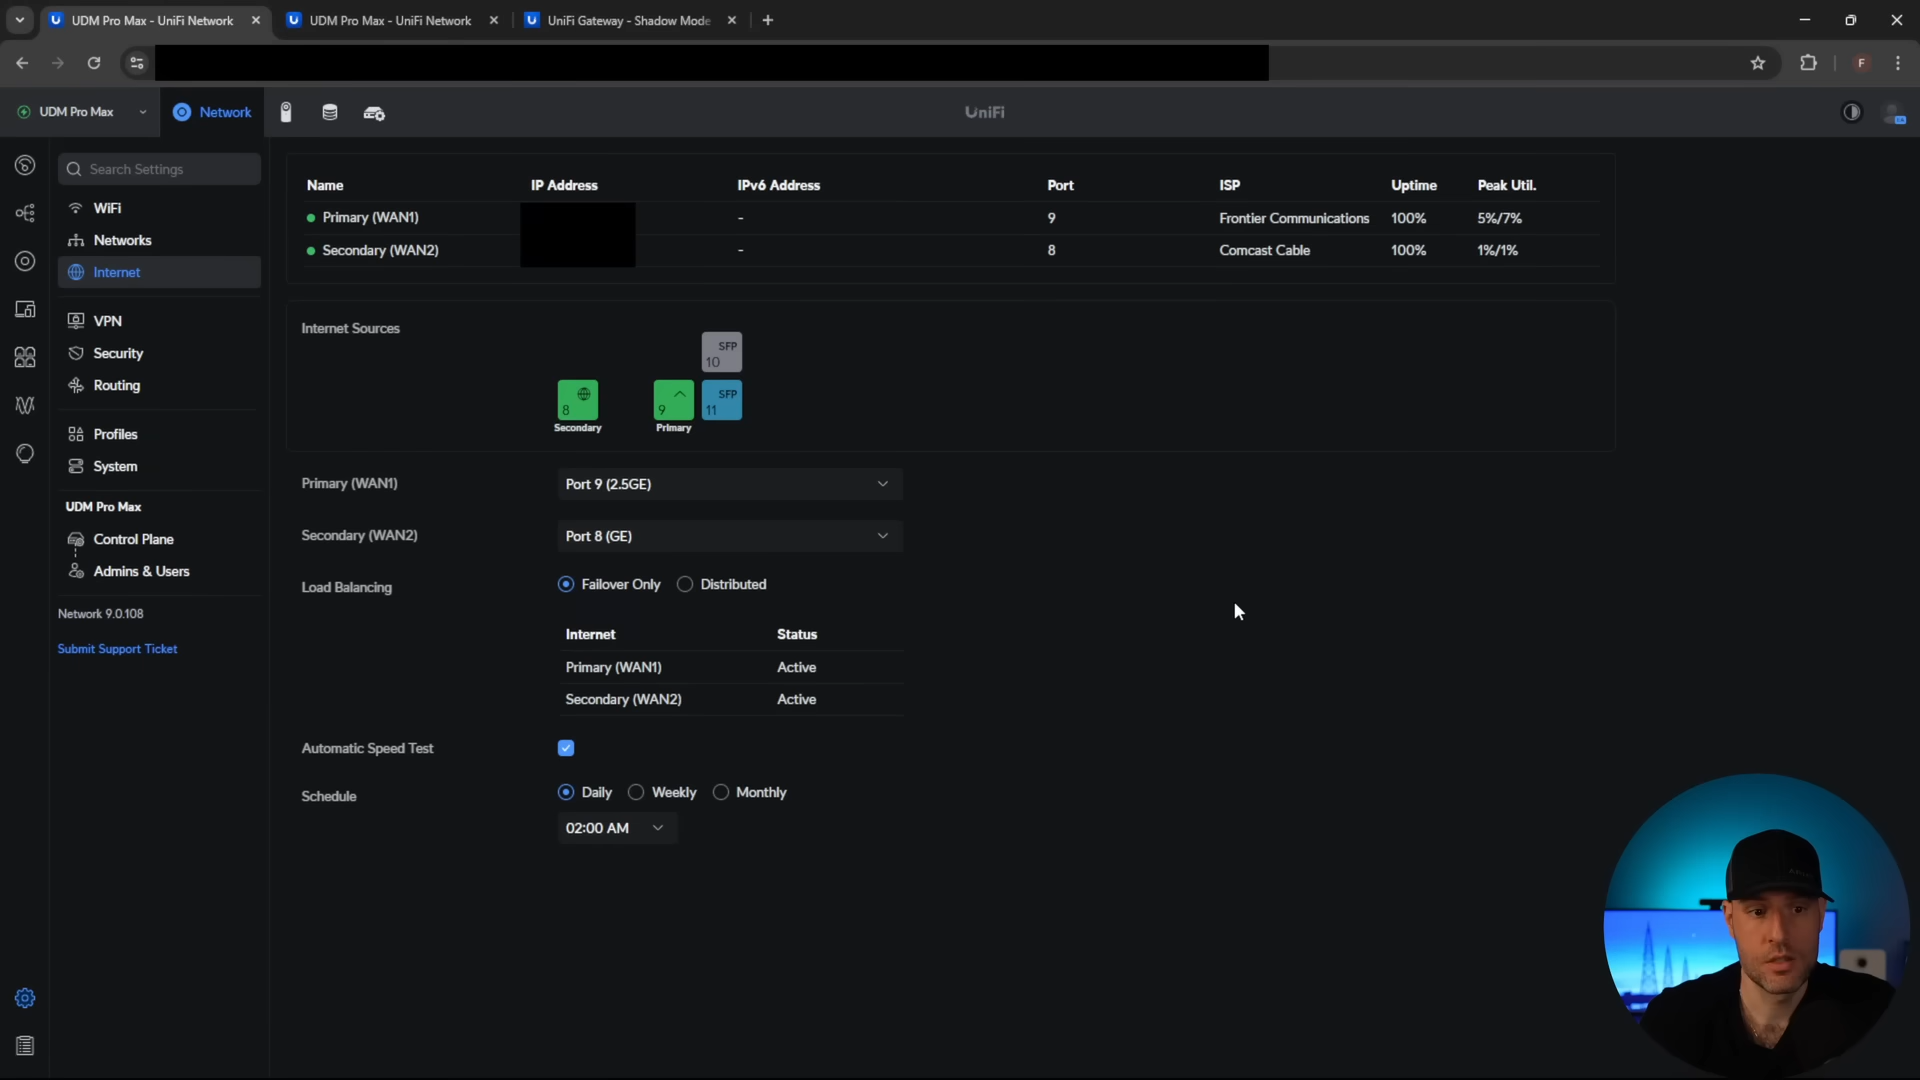 UDM Pro Max - UniFi Network
UDM Pro Max - UniFi Network
UniFi Gateway - Shadow Mode
F
UDM Pro Max
Network
UniFi
Search Settings
WiFi
Networks
Internet
VPN
Security
Routing
Profiles
System
UDM Pro Max
Control Plane
Admins & Users
Network 9.0.108
Submit Support Ticket
Name IP Address IPv6 Address Port ISP Uptime Peak Util.
Primary (WAN1) - 9 Frontier Communications 100% 5%/7%
Secondary (WAN2) - 8 Comcast Cable 100% 1%/1%
Internet Sources
SFP
10
SFP
8 9 11
Secondary Primary
Primary (WAN1) Port 9 (2.5GE)
Secondary (WAN2) Port 8 (GE)
Load Balancing Failover Only Distributed
Internet Status
Primary (WAN1) Active
Secondary (WAN2) Active
Automatic Speed Test
Schedule Daily Weekly Monthly
02:00 AM